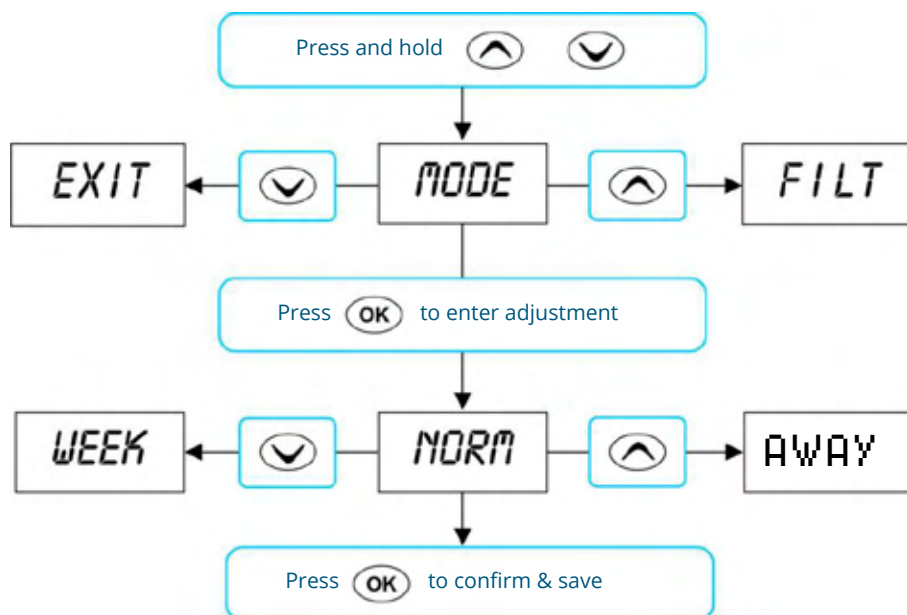 Press and hold
EXIT MODE FILT
Press OK to enter adjustment
WEEK NORM AWAY
Press OK to confirm & save